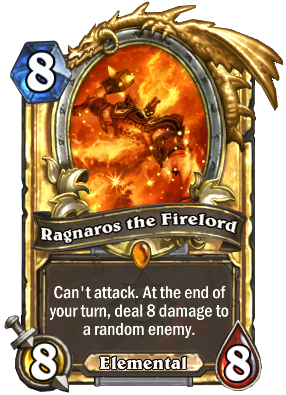 8
Ragnaros the Firelord
Can't attack. At the end of
your turn, deal 8 damage to
a random enemy.
8
Elemental
8